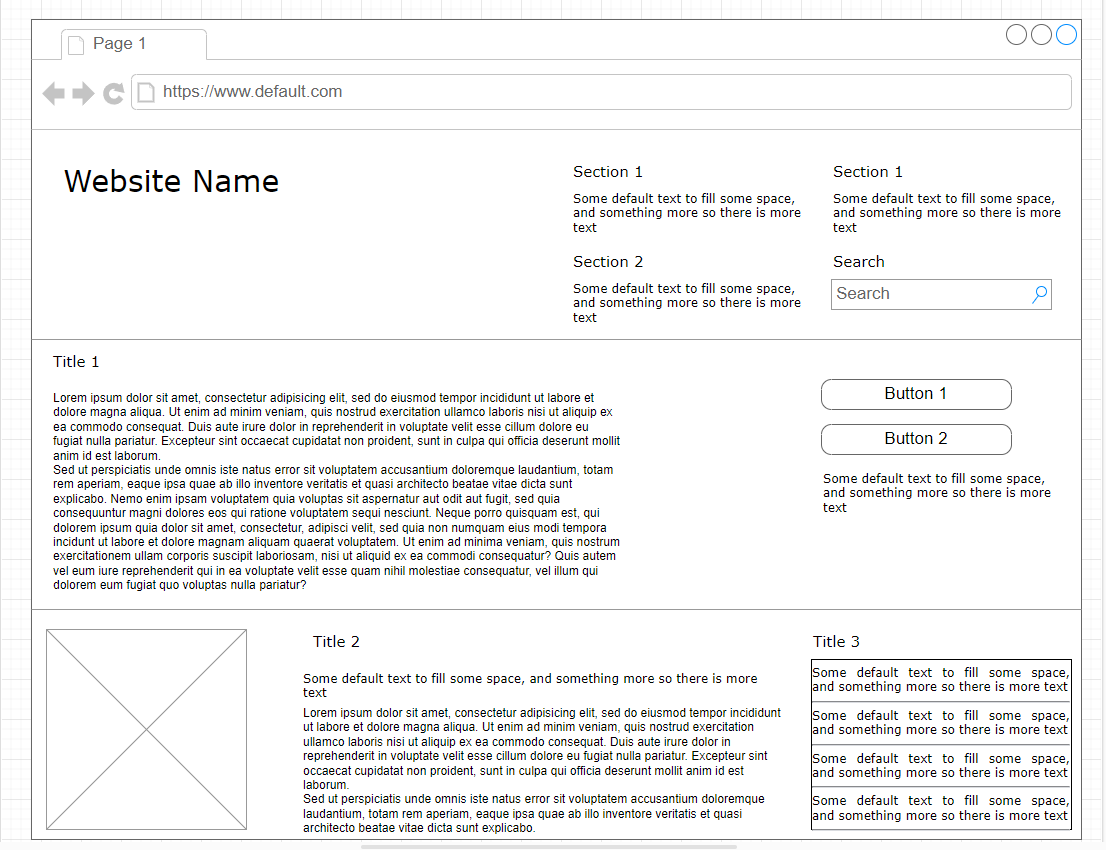 Page 1
https://www.default.com
Website Name
Section 1
Some default text to fill some space,
and something more so there is more
text
Section 1
Some default text to fill some space,
and something more so there is more
text
Section 2
Some default text to fill some space,
and something more so there is more
text
Search
Search
Title 1
Lorem ipsum dolor sit amet, consectetur adipisicing elit, sed do eiusmod tempor incididunt ut labore et
dolore magna aliqua. Ut enim ad minim veniam, quis nostrud exercitation ullamco laboris nisi ut aliquip ex
ea commodo consequat. Duis aute irure dolor in reprehenderit in voluptate velit esse cillum dolore eu
fugiat nulla pariatur. Excepteur sint occaecat cupidatat non proident, sunt in culpa qui officia deserunt mollit
anim id est laborum.
Sed ut perspiciatis unde omnis iste natus error sit voluptatem accusantium doloremque laudantium, totam
rem aperiam, eaque ipsa quae ab illo inventore veritatis et quasi architecto beatae vitae dicta sunt
explicabo. Nemo enim ipsam voluptatem quia voluptas sit aspernatur aut odit aut fugit, sed quia
consequuntur magni dolores eos qui ratione voluptatem sequi nesciunt. Neque porro quisquam est, qui
dolorem ipsum quia dolor sit amet, consectetur, adipisci velit, sed quia non numquam eius modi tempora
incidunt ut labore et dolore magnam aliquam quaerat voluptatem. Ut enim ad minima veniam, quis nostrum
exercitationem ullam corporis suscipit laboriosam, nisi ut aliquid ex ea commodi consequatur? Quis autem
vel eum iure reprehenderit qui in ea voluptate velit esse quam nihil molestiae consequatur, vel illum qui
dolorem eum fugiat quo voluptas nulla pariatur?
Button 1
Button 2
Some default text to fill some space,
and something more so there is more
text
Title 2
Some default text to fill some space, and something more so there is more
text
Lorem ipsum dolor sit amet, consectetur adipisicing elit, sed do eiusmod tempor incididunt
ut labore et dolore magna aliqua. Ut enim ad minim veniam, quis nostrud exercitation
ullamco laboris nisi ut aliquip ex ea commodo consequat. Duis aute irure dolor in
reprehenderit in voluptate velit esse cillum dolore eu fugiat nulla pariatur. Excepteur sint
occaecat cupidatat non proident, sunt in culpa qui officia deserunt mollit anim id est
laborum.
Sed ut perspiciatis unde omnis iste natus error sit voluptatem accusantium doloremque
laudantium, totam rem aperiam, eaque ipsa quae ab illo inventore veritatis et quasi
architecto beatae vitae dicta sunt explicabo.
Title 3
Some default text to fill some space,
and something more so there is more text
Some default text to fill some space,
and something more so there is more text
Some default text to fill some space,
and something more so there is more text
Some default text to fill some space,
and something more so there is more text